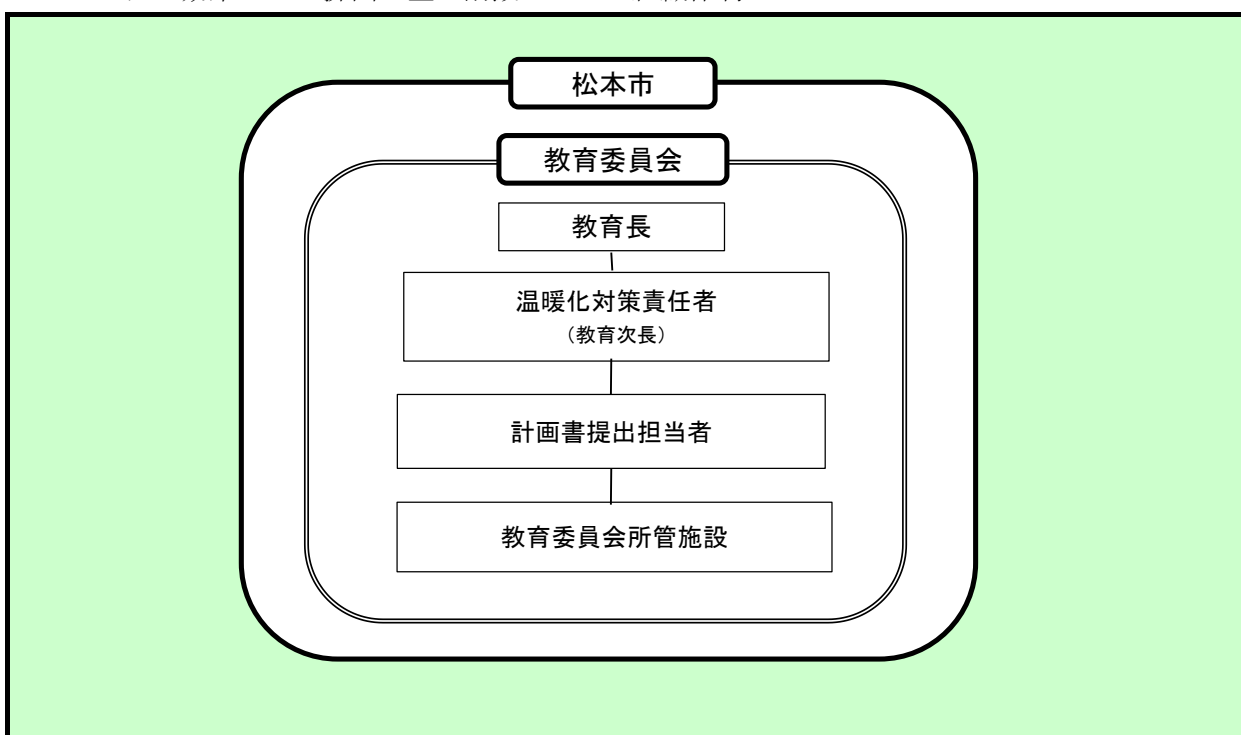 松本市
教育委員会
教育長
温暖化対策責任者
（教育次長）
計画書提出担当者
教育委員会所管施設